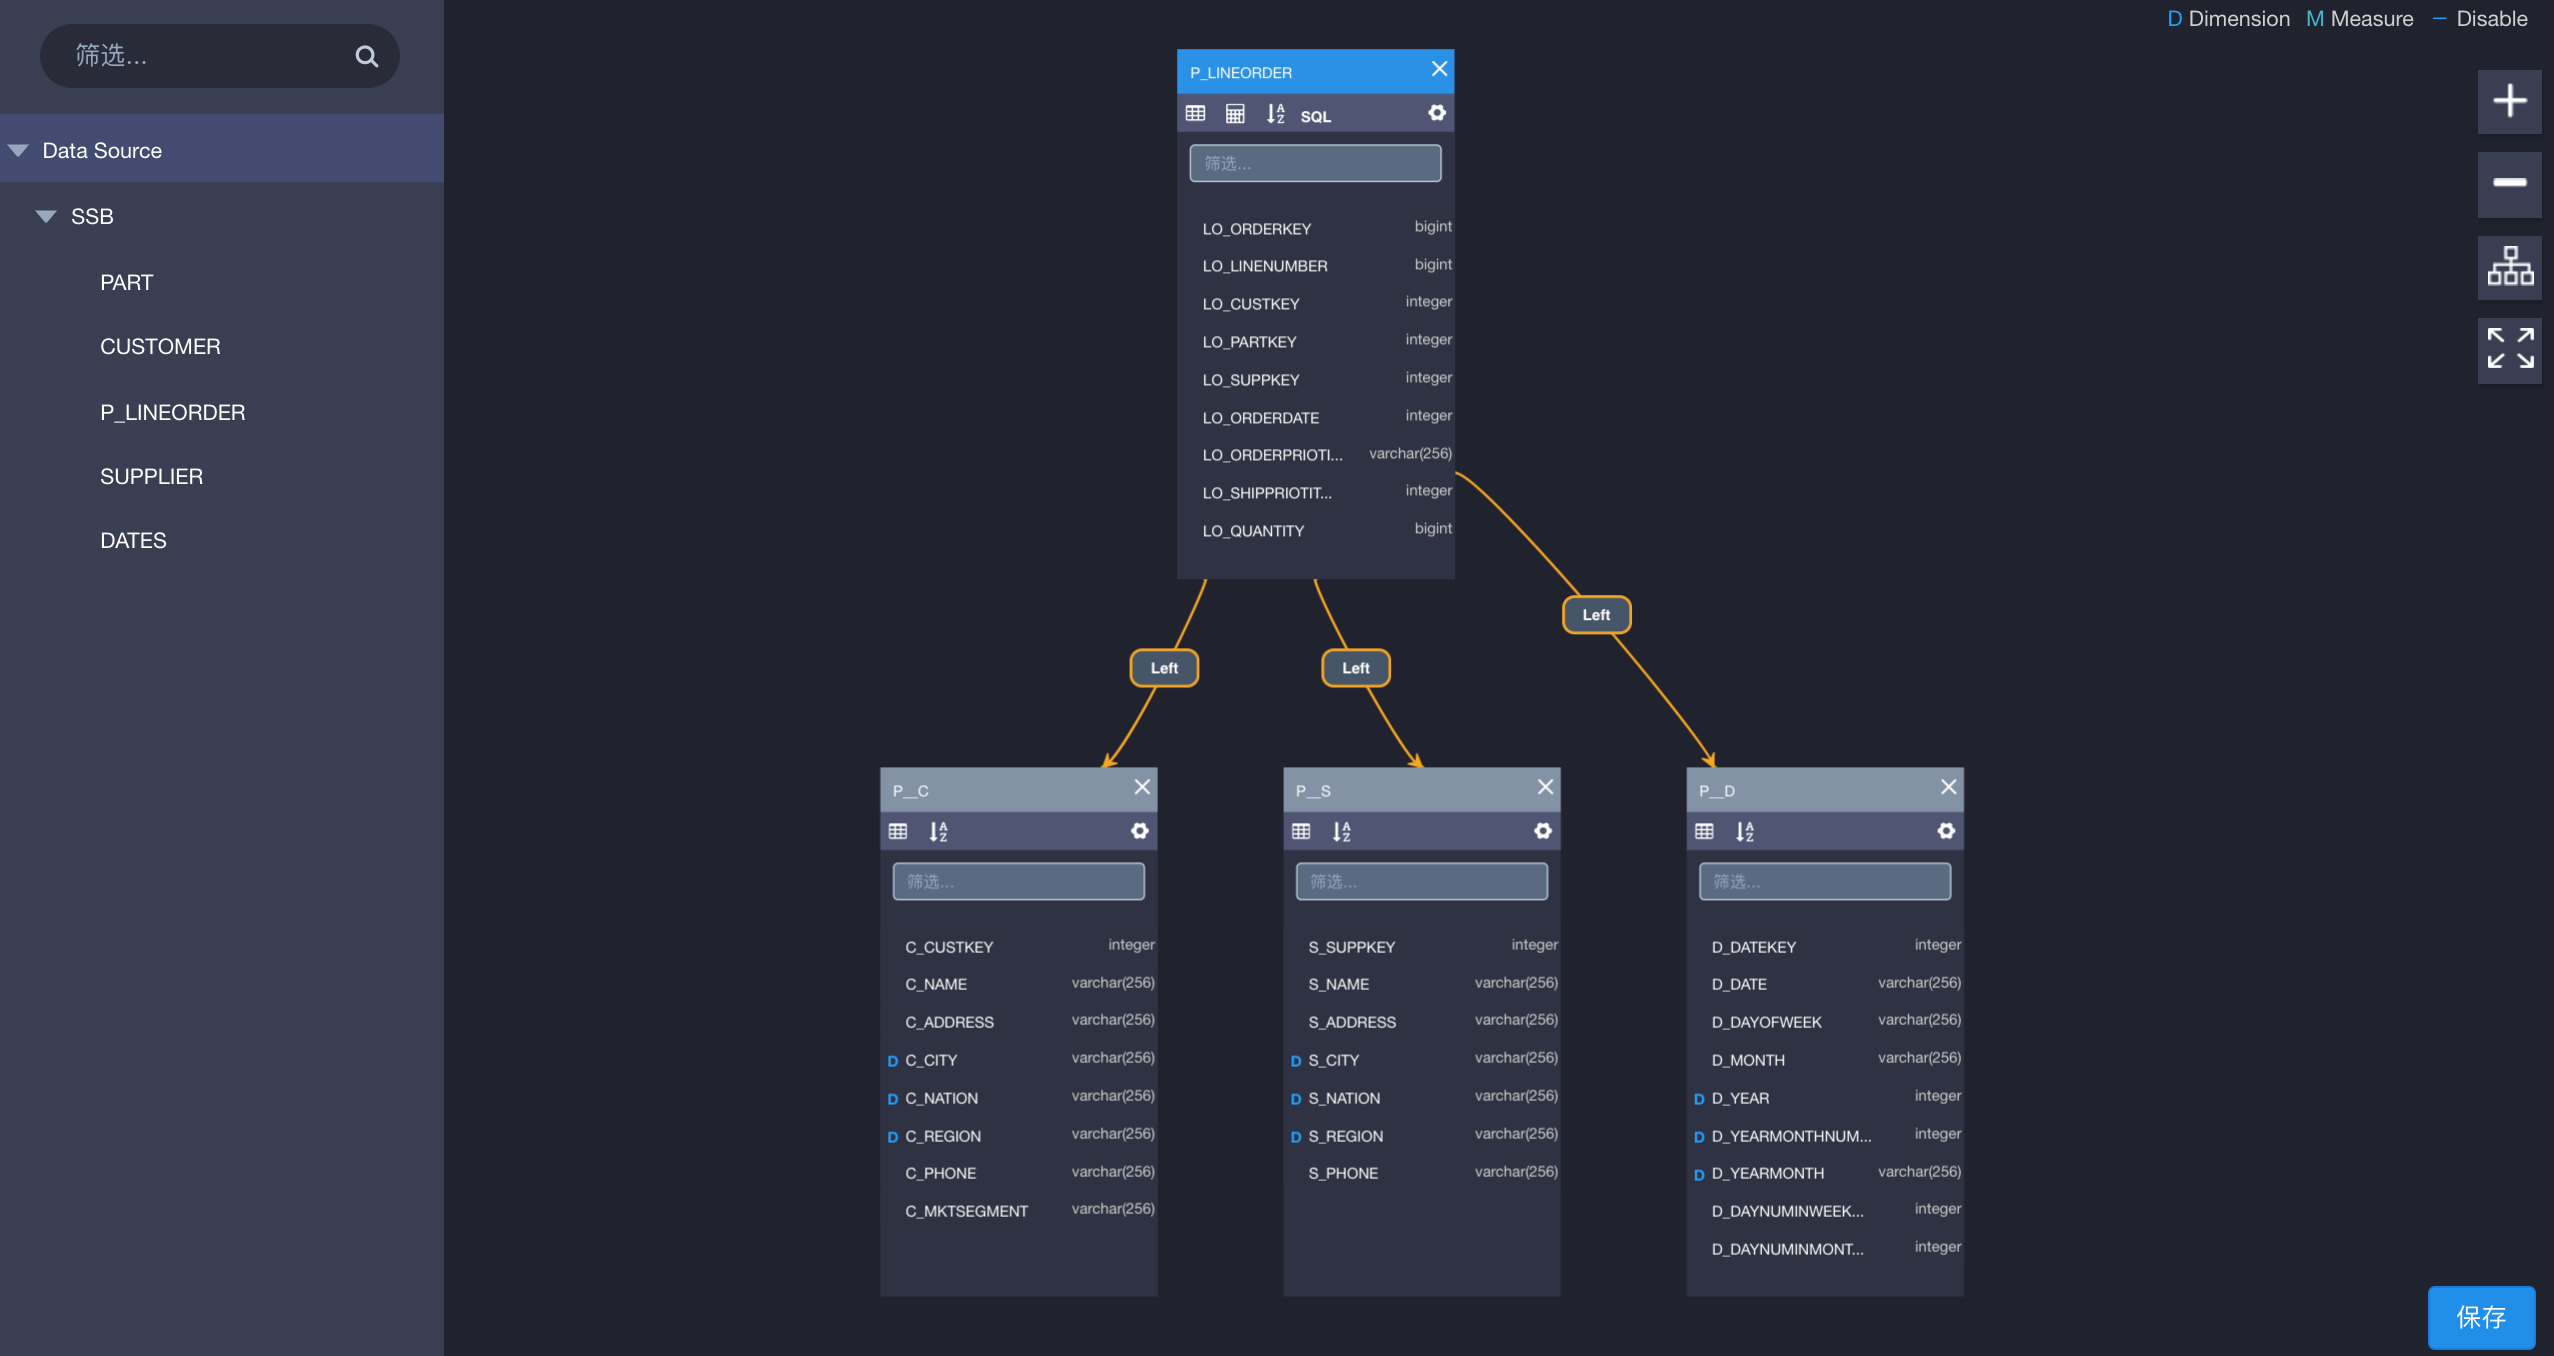 筛选...
Data Source
SSB
PART
CUSTOMER
P_LINEORDER
SUPPLIER
DATES
D Dimension M Measure – Disable
P_LINEORDER
SQL
筛选...
LO_ORDERKEY bigint
LO_LINENUMBER bigint
LO_CUSTKEY integer
LO_PARTKEY integer
LO_SUPPKEY integer
LO_ORDERDATE integer
LO_ORDERPRIOTI... varchar(256)
LO_SHIPPRIOTIT... integer
LO_QUANTITY bigint
Left
Left
Left
P__C
筛选...
C_CUSTKEY integer
C_NAME varchar(256)
C_ADDRESS varchar(256)
D C_CITY varchar(256)
D C_NATION varchar(256)
D C_REGION varchar(256)
C_PHONE varchar(256)
C_MKTSEGMENT varchar(256)
P__S
筛选...
S_SUPPKEY integer
S_NAME varchar(256)
S_ADDRESS varchar(256)
D S_CITY varchar(256)
D S_NATION varchar(256)
D S_REGION varchar(256)
S_PHONE varchar(256)
P__D
筛选...
D_DATEKEY integer
D_DATE varchar(256)
D_DAYOFWEEK varchar(256)
D_MONTH varchar(256)
D D_YEAR integer
D D_YEARMONTHNUM... integer
D D_YEARMONTH varchar(256)
D_DAYNUMINWEEK... integer
D_DAYNUMINMONT... integer
保存